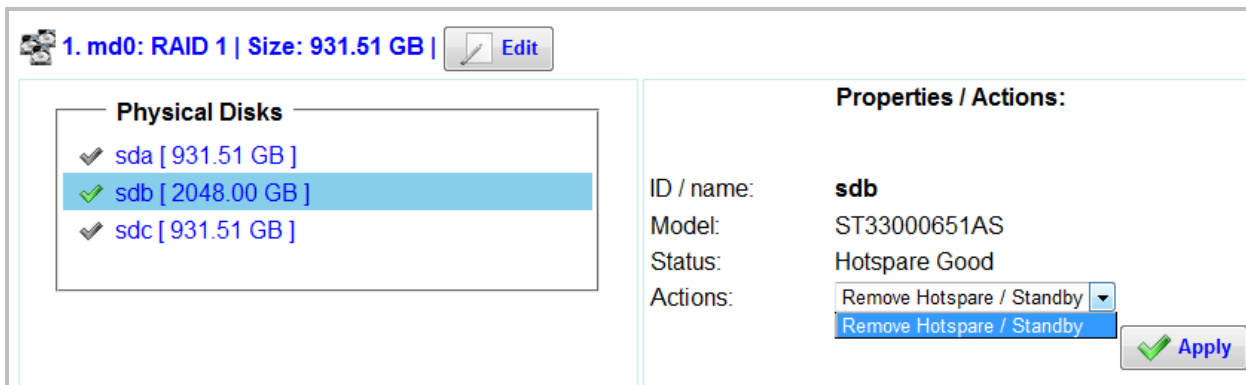 1. md0: RAID 1 | Size: 931.51 GB | Edit
Physical Disks
sda [ 931.51 GB ]
sdb [ 2048.00 GB ]
sdc [ 931.51 GB ]
Properties / Actions:
ID / name: sdb
Model: ST33000651AS
Status: Hotspare Good
Actions: Remove Hotspare / Standby
Remove Hotspare / Standby
Apply